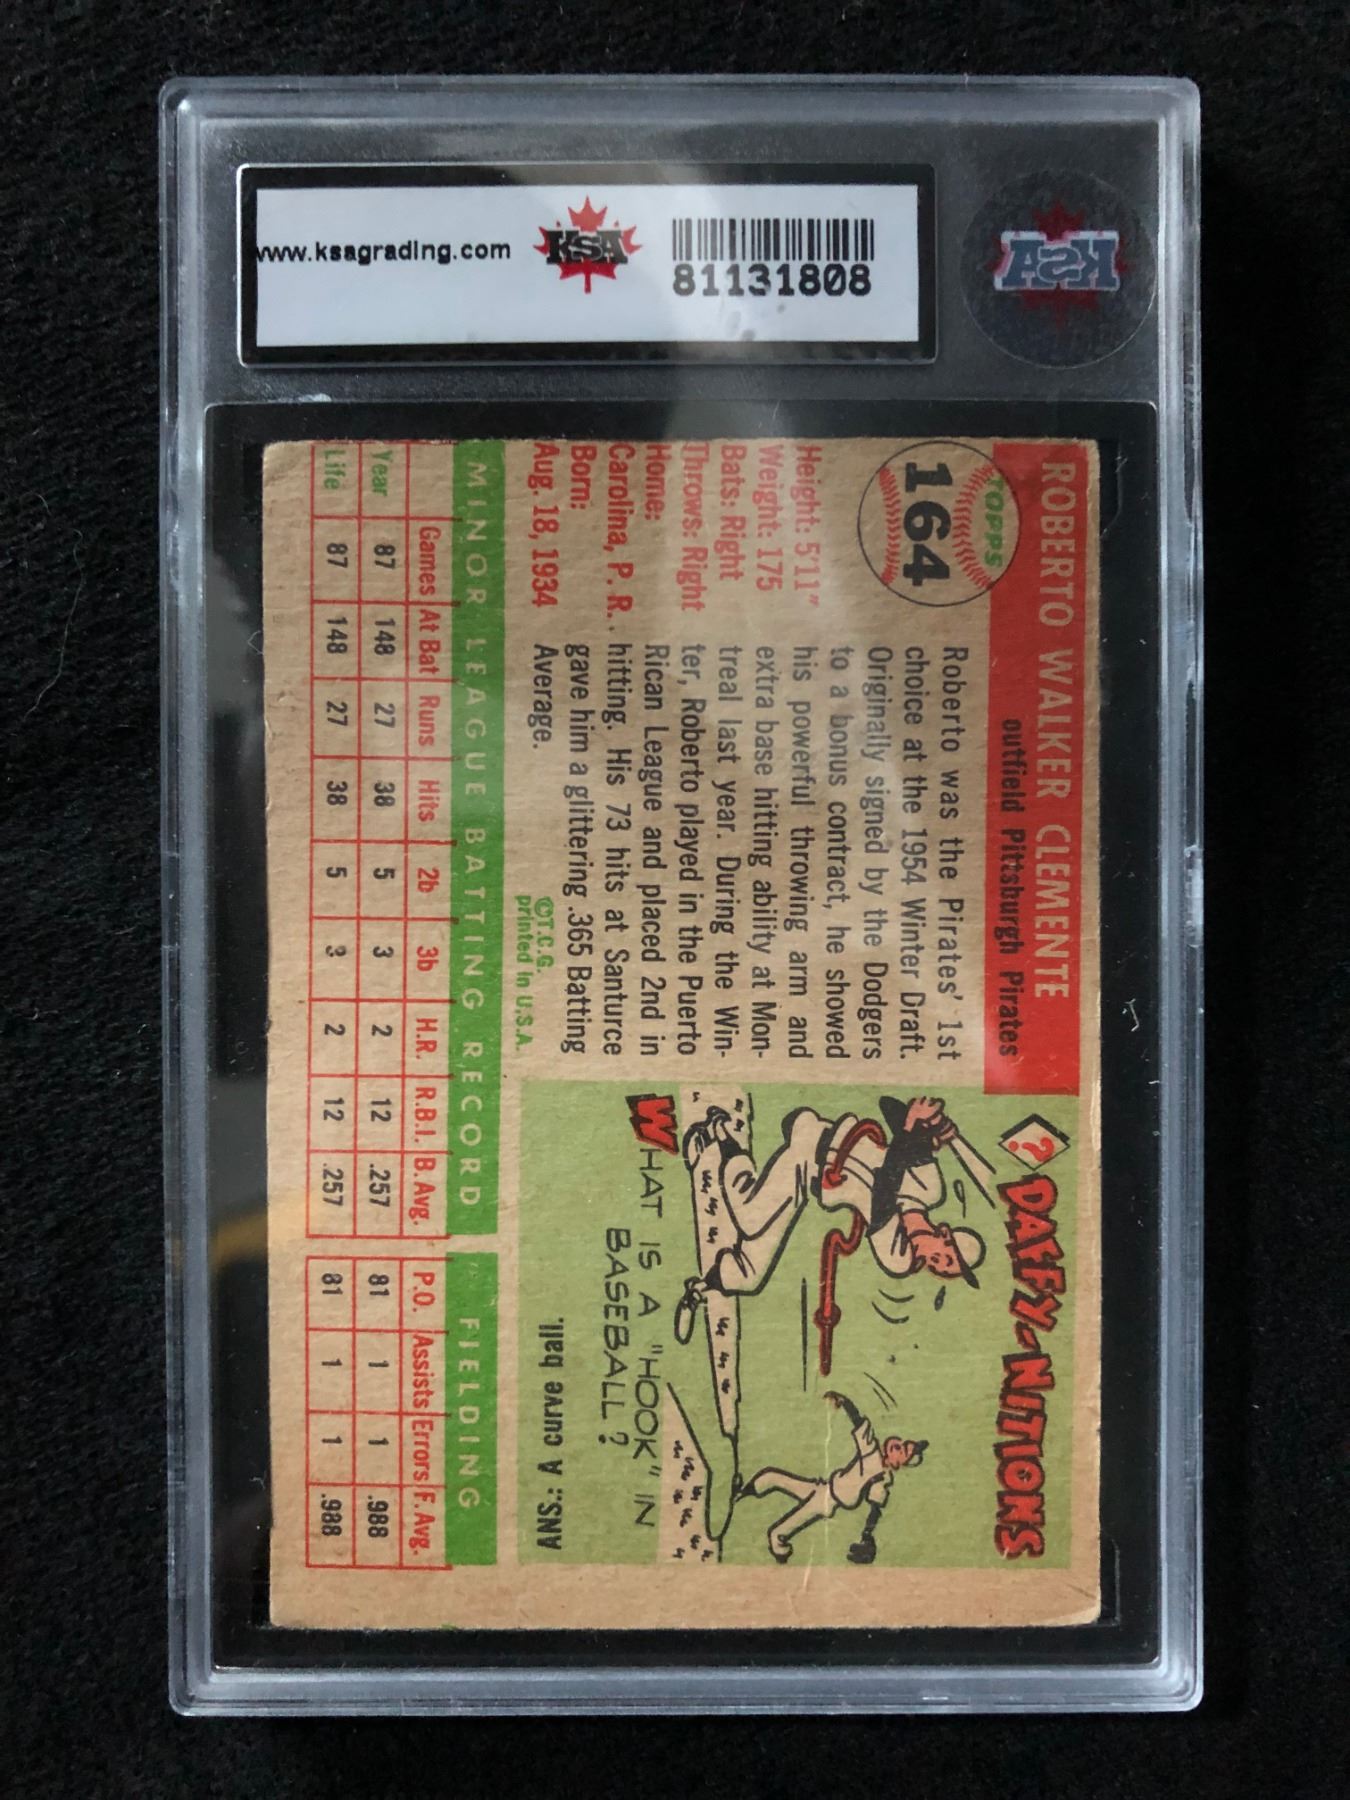 www.ksagrading.com
KSA
81131808
KSA
TOPPS
164
ROBERTO WALKER CLEMENTE
outfield Pittsburgh Pirates
Height: 5'11"
Weight: 175
Bats: Right
Throws: Right
Home:
Carolina, P. R.
Born:
Aug. 18, 1934
Roberto was the Pirates' 1st
choice at the 1954 Winter Draft.
Originally signed by the Dodgers
to a bonus contract, he showed
his powerful throwing arm and
extra base hitting ability at Mon-
treal last year. During the Win-
ter, Roberto played in the Puerto
Rican League and placed 2nd in
hitting. His 73 hits at Santurce
gave him a glittering .365 Batting
Average.
©T.C.G.
printed in U.S.A.
? DAFFY-NITIONS
WHAT IS A "HOOK" IN
BASEBALL?
ANS.: A curve ball.
MINOR LEAGUE BATTING RECORD FIELDING
Games At Bat Runs Hits 2b 3b H.R. R.B.I. B. Avg. P.O. Assists Errors F. Avg.
Year 87 148 27 38 5 3 2 12 .257 81 1 1 .988
Life 87 148 27 38 5 3 2 12 .257 81 1 1 .988